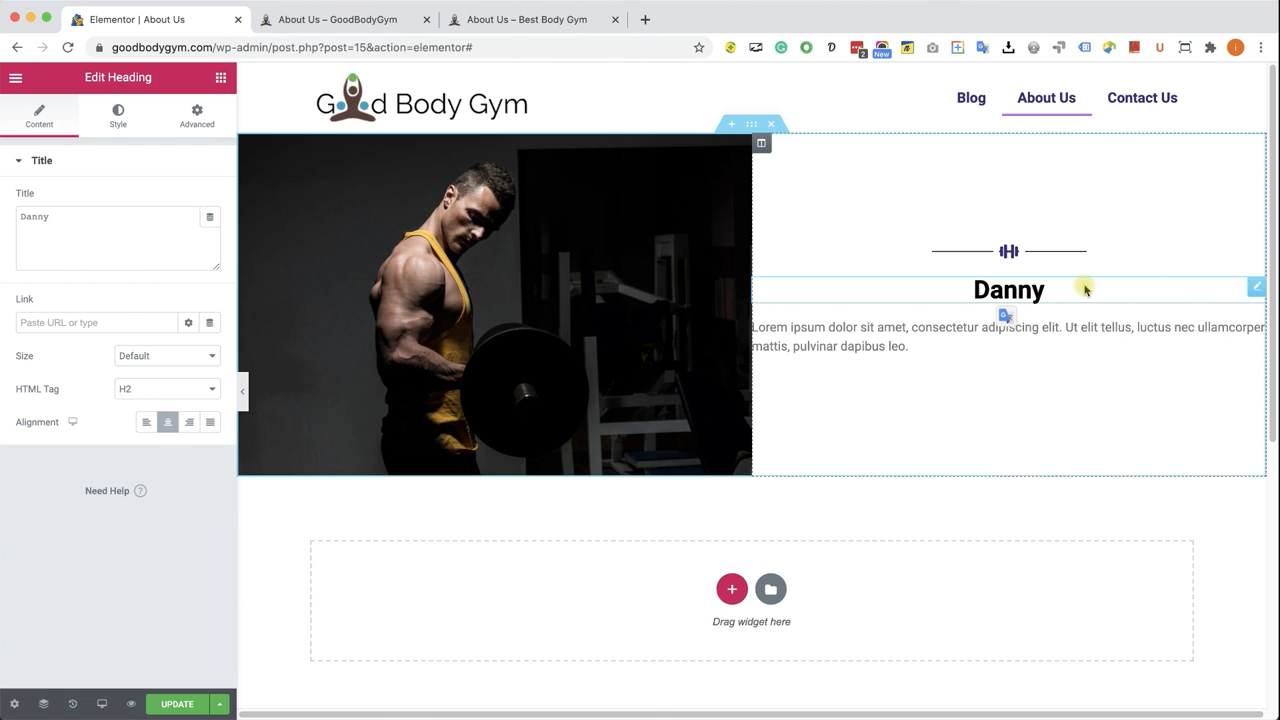 Elementor | About Us
About Us – GoodBodyGym
About Us – Best Body Gym
goodbodygym.com/wp-admin/post.php?post=15&action=elementor#
2
New
Edit Heading
Content
Style
Advanced
Title
Title
Danny
Link
Paste URL or type
Size
Default
HTML Tag
H2
Alignment
Need Help
UPDATE
Good Body Gym
Blog
About Us
Contact Us
Danny
Lorem ipsum dolor sit amet, consectetur adipiscing elit. Ut elit tellus, luctus nec ullamcorper
mattis, pulvinar dapibus leo.
Drag widget here